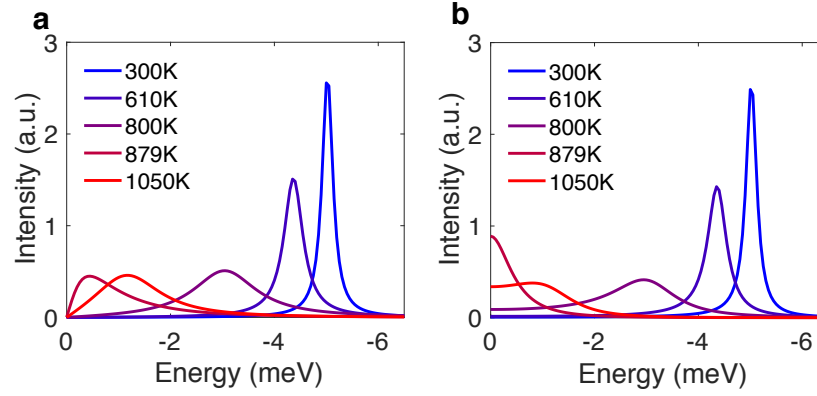 a
3
2
1
0
Intensity (a.u.)
300K
610K
800K
879K
1050K
0
-2
-4
-6
Energy (meV)
b
3
2
1
0
Intensity (a.u.)
300K
610K
800K
879K
1050K
0
-2
-4
-6
Energy (meV)